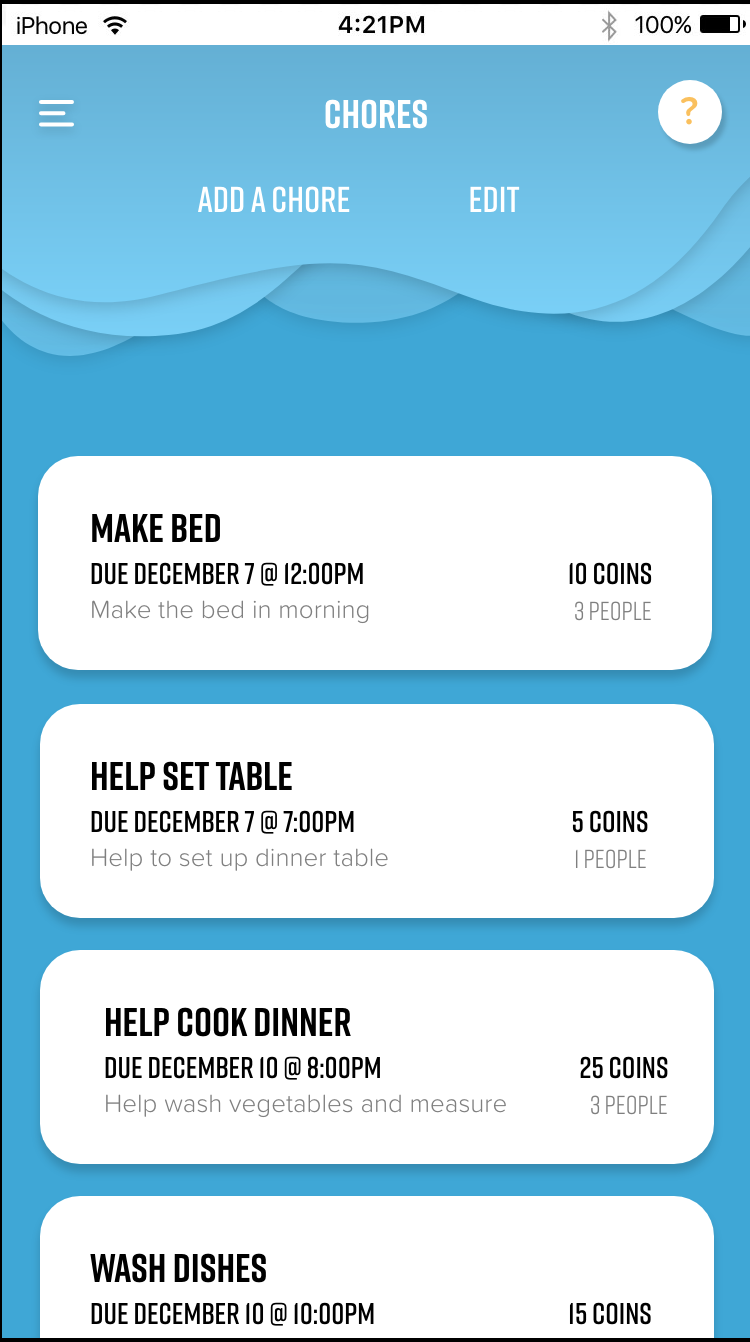 iPhone 4:21PM 100%
CHORES ?
ADD A CHORE EDIT
MAKE BED
DUE DECEMBER 7 @ 12:00PM 10 COINS
Make the bed in morning 3 PEOPLE
HELP SET TABLE
DUE DECEMBER 7 @ 7:00PM 5 COINS
Help to set up dinner table 1 PEOPLE
HELP COOK DINNER
DUE DECEMBER 10 @ 8:00PM 25 COINS
Help wash vegetables and measure 3 PEOPLE
WASH DISHES
DUE DECEMBER 10 @ 10:00PM 15 COINS